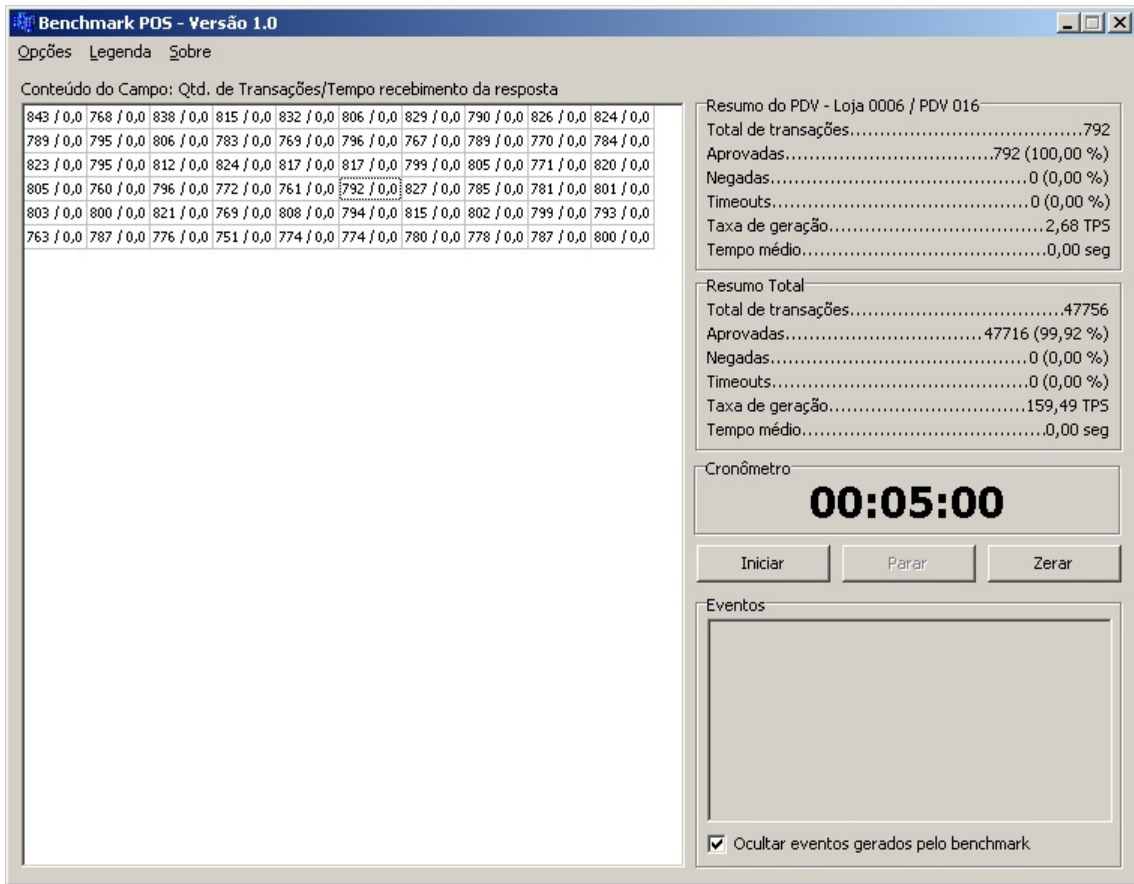 Benchmark POS - Versão 1.0
Opções Legenda Sobre
Conteúdo do Campo: Qtd. de Transações/Tempo recebimento da resposta
843 / 0,0 768 / 0,0 838 / 0,0 815 / 0,0 832 / 0,0 806 / 0,0 829 / 0,0 790 / 0,0 826 / 0,0 824 / 0,0
789 / 0,0 795 / 0,0 806 / 0,0 783 / 0,0 769 / 0,0 796 / 0,0 767 / 0,0 789 / 0,0 770 / 0,0 784 / 0,0
823 / 0,0 795 / 0,0 812 / 0,0 824 / 0,0 817 / 0,0 817 / 0,0 799 / 0,0 805 / 0,0 771 / 0,0 820 / 0,0
805 / 0,0 760 / 0,0 796 / 0,0 772 / 0,0 761 / 0,0 792 / 0,0 827 / 0,0 785 / 0,0 781 / 0,0 801 / 0,0
803 / 0,0 800 / 0,0 821 / 0,0 769 / 0,0 808 / 0,0 794 / 0,0 815 / 0,0 802 / 0,0 799 / 0,0 793 / 0,0
763 / 0,0 787 / 0,0 776 / 0,0 751 / 0,0 774 / 0,0 774 / 0,0 780 / 0,0 778 / 0,0 787 / 0,0 800 / 0,0
Resumo do PDV - Loja 0006 / PDV 016
Total de transações.....................................792
Aprovadas.................................792 (100,00 %)
Negadas........................................0 (0,00 %)
Timeouts........................................0 (0,00 %)
Taxa de geração..................................2,68 TPS
Tempo médio.......................................0,00 seg
Resumo Total
Total de transações..................................47756
Aprovadas...............................47716 (99,92 %)
Negadas........................................0 (0,00 %)
Timeouts........................................0 (0,00 %)
Taxa de geração...............................159,49 TPS
Tempo médio.......................................0,00 seg
Cronômetro
00:05:00
Iniciar Parar Zerar
Eventos
Ocultar eventos gerados pelo benchmark